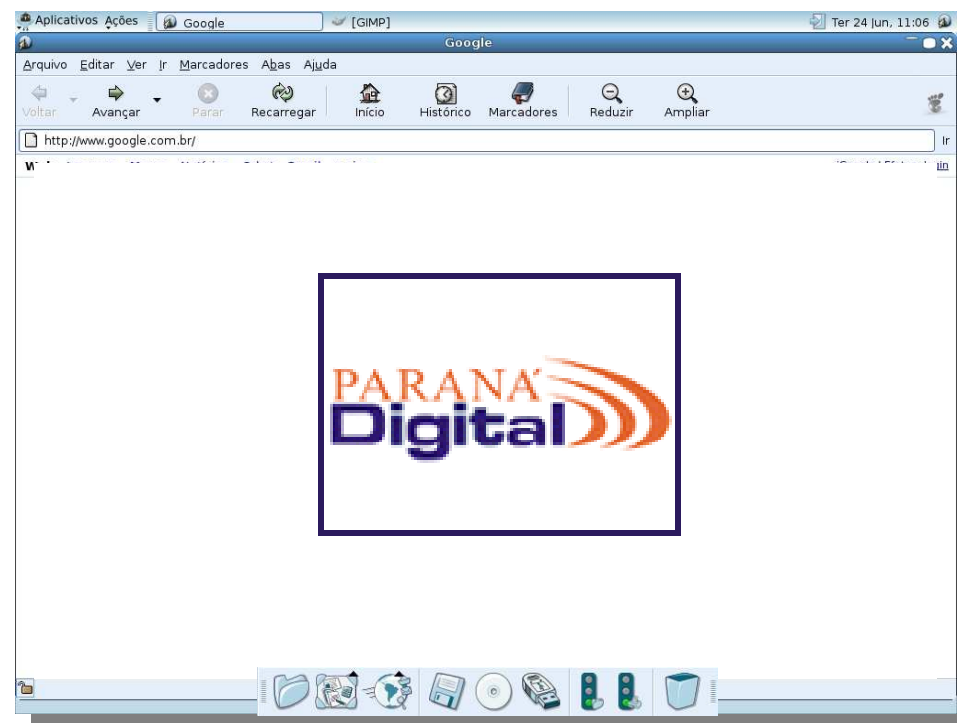 Aplicativos Ações Google [GIMP] Ter 24 Jun, 11:06
Google
Arquivo Editar Ver Ir Marcadores Abas Ajuda
Voltar Avançar Parar Recarregar Início Histórico Marcadores Reduzir Ampliar
http://www.google.com.br/ Ir
PARANÁ
Digital